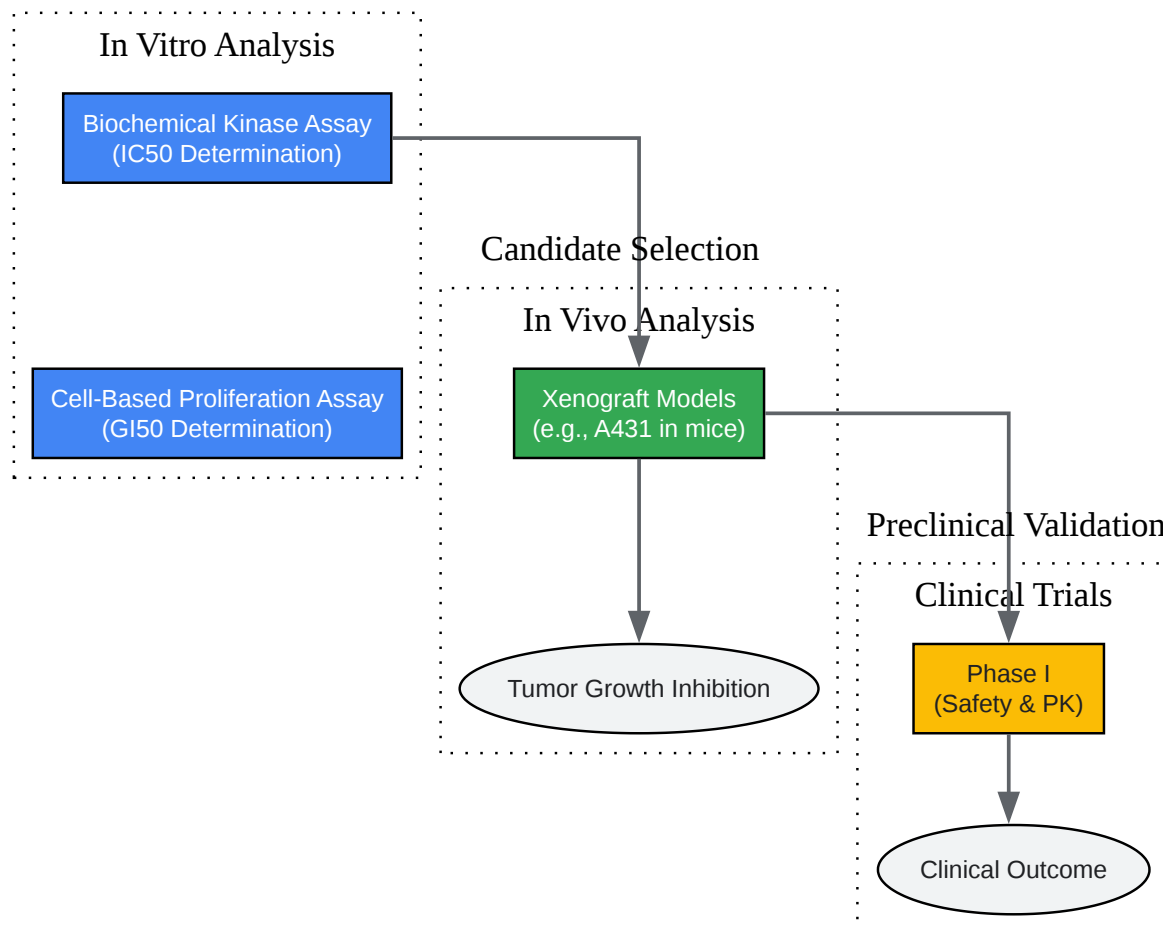 In Vitro Analysis
Biochemical Kinase Assay
(IC50 Determination)
Candidate Selection
In Vivo Analysis
Cell-Based Proliferation Assay
(GI50 Determination)
Xenograft Models
(e.g., A431 in mice)
Preclinical Validation
Clinical Trials
Tumor Growth Inhibition
Phase I
(Safety & PK)
Clinical Outcome